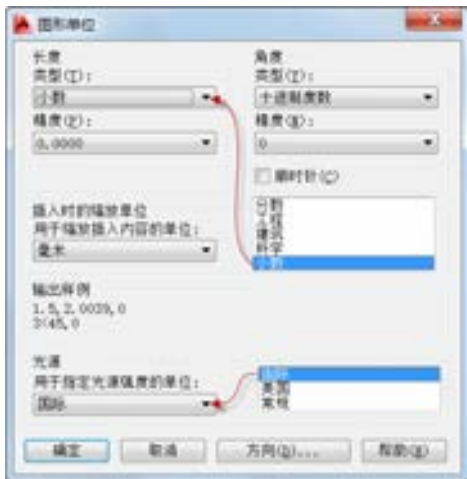 图形单位
长度
类型(T):
小数
精度(P):
0.0000
角度
类型(Y):
十进制度数
精度(N):
0
顺时针(C)
插入时的缩放单位
用于缩放插入内容的单位:
毫米
分数
工程
建筑
科学
小数
输出样例
1.5,2.0039,0
3<45,0
光源
用于指定光源强度的单位:
国际
国际
美国
常规
确定
取消
方向(D)...
帮助(H)